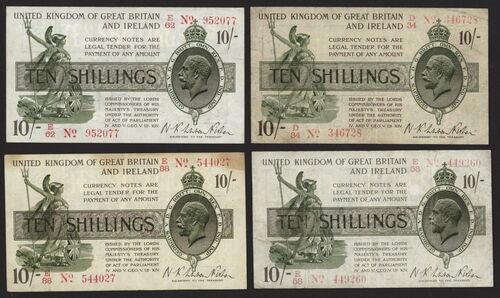 UNITED KINGDOM OF GREAT BRITAIN
AND IRELAND
E/62 No 952077
CURRENCY NOTES ARE
LEGAL TENDER FOR THE
PAYMENT OF ANY AMOUNT
10/-
TEN SHILLINGS
ISSUED BY THE LORDS
COMMISSIONERS OF HIS
MAJESTY'S TREASURY
UNDER THE AUTHORITY
OF ACT OF PARLIAMENT
IV AND V GEO. V CH. XIV
10/-
E/62 No 952077
UNITED KINGDOM OF GREAT BRITAIN
AND IRELAND
D/34 No 346728
CURRENCY NOTES ARE
LEGAL TENDER FOR THE
PAYMENT OF ANY AMOUNT
10/-
TEN SHILLINGS
ISSUED BY THE LORDS
COMMISSIONERS OF HIS
MAJESTY'S TREASURY
UNDER THE AUTHORITY
OF ACT OF PARLIAMENT
IV AND V GEO. V CH. XIV
10/-
D/34 No 346728
UNITED KINGDOM OF GREAT BRITAIN
AND IRELAND
E/88 No 544027
CURRENCY NOTES ARE
LEGAL TENDER FOR THE
PAYMENT OF ANY AMOUNT
10/-
TEN SHILLINGS
ISSUED BY THE LORDS
COMMISSIONERS OF HIS
MAJESTY'S TREASURY
UNDER THE AUTHORITY
OF ACT OF PARLIAMENT
IV AND V GEO. V CH. XIV
10/-
E/88 No 544027
UNITED KINGDOM OF GREAT BRITAIN
AND IRELAND
E/58 No 449260
CURRENCY NOTES ARE
LEGAL TENDER FOR THE
PAYMENT OF ANY AMOUNT
10/-
TEN SHILLINGS
ISSUED BY THE LORDS
COMMISSIONERS OF HIS
MAJESTY'S TREASURY
UNDER THE AUTHORITY
OF ACT OF PARLIAMENT
IV AND V GEO. V CH. XIV
10/-
E/58 No 449260